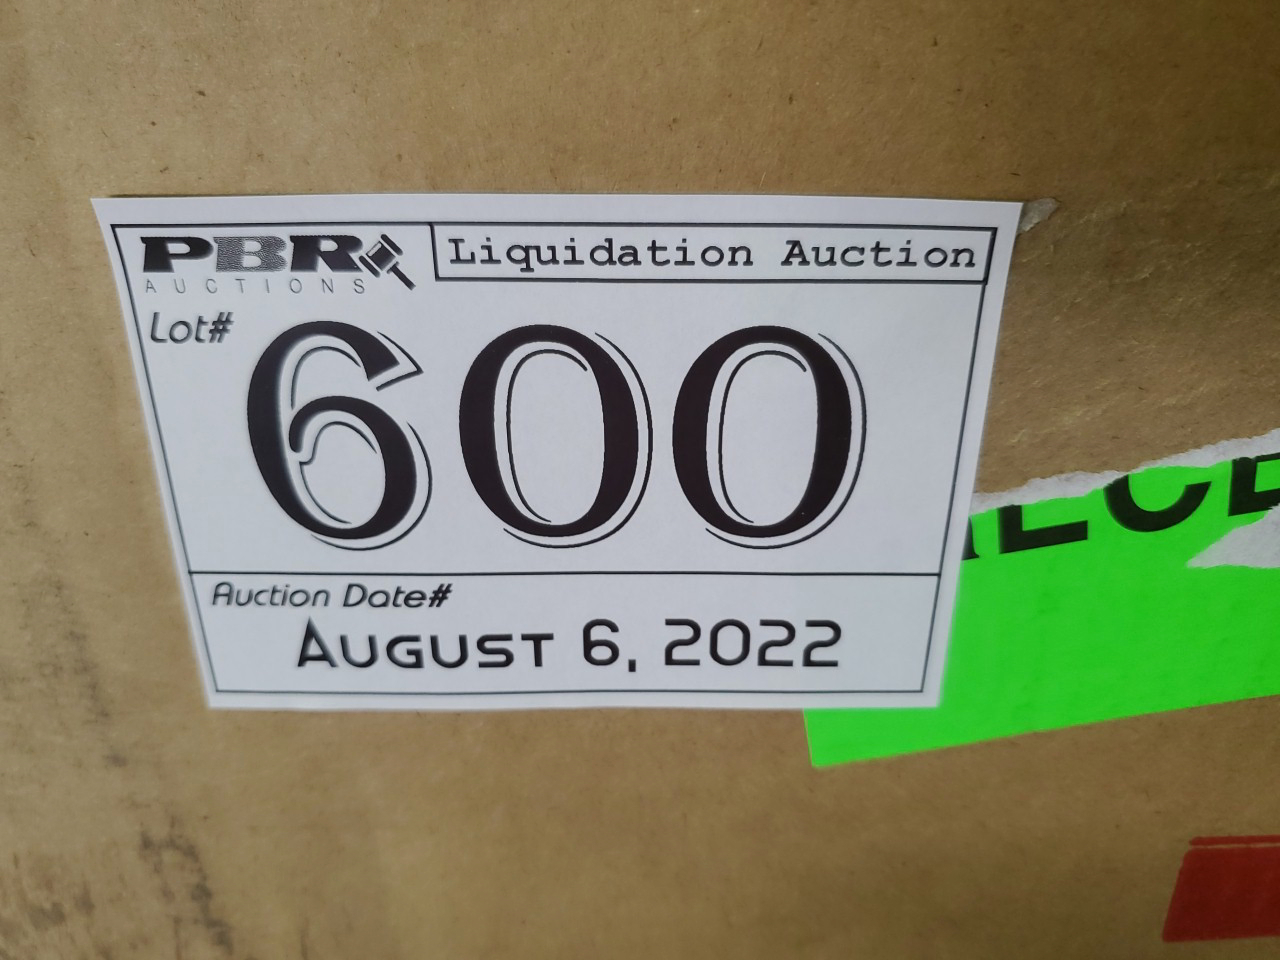 PBR
AUCTIONS
Liquidation Auction
Lot#
600
Auction Date#
AUGUST 6, 2022